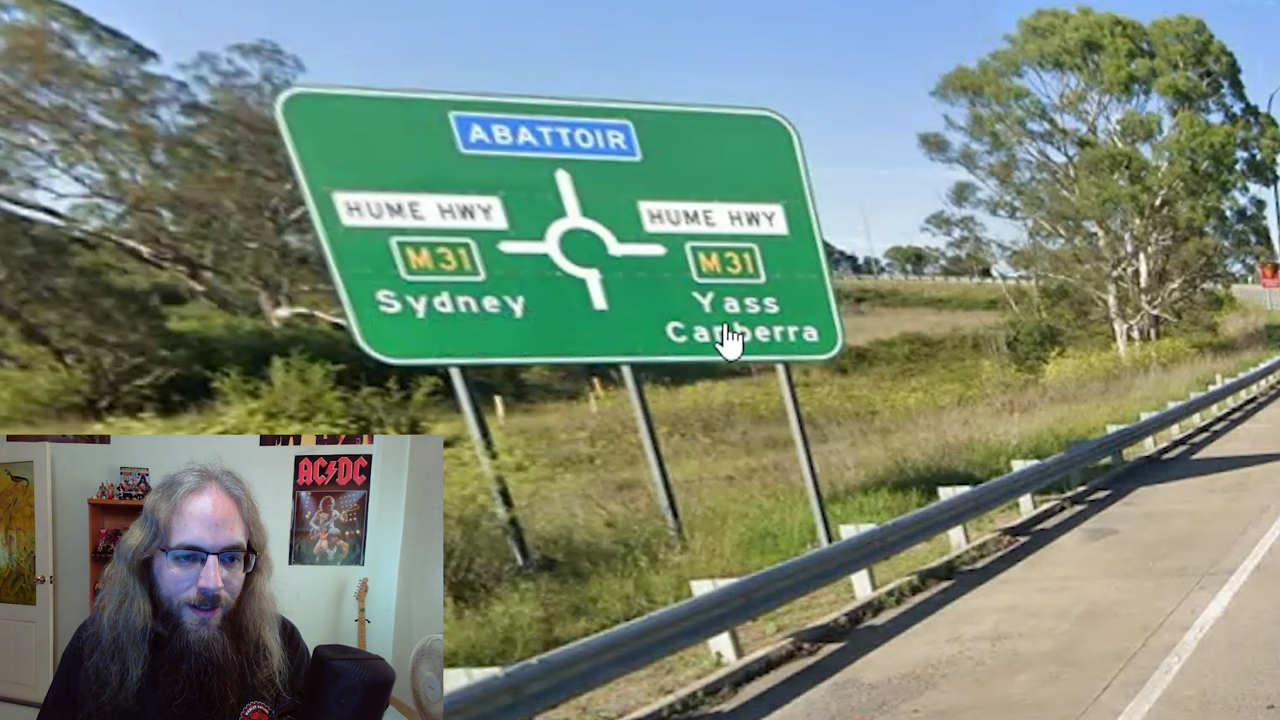 ABATTOIR
HUME HWY
M31
Sydney
HUME HWY
M31
Yass
Canberra
AC/DC